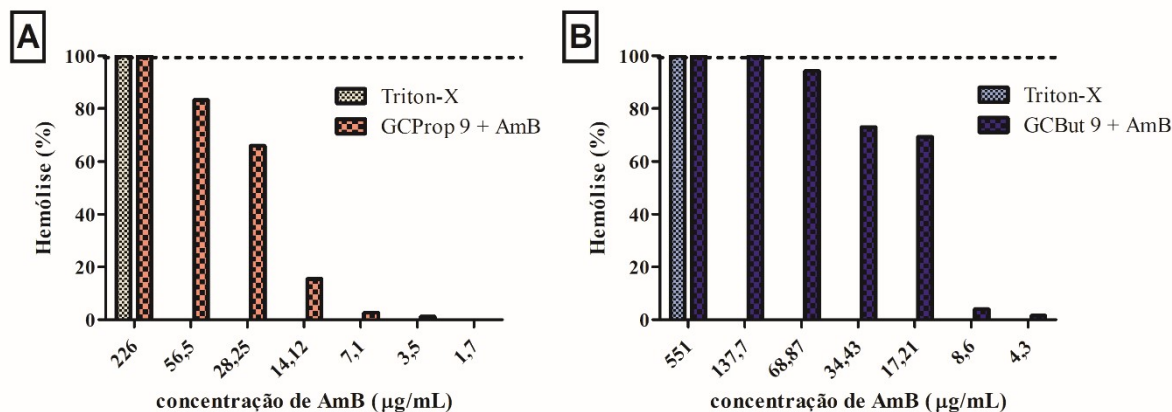 A
100
80
60
40
20
0
Hemólise (%)
Triton-X
GCProp 9 + AmB
226
56,5
28,25
14,12
7,1
3,5
1,7
concentração de AmB (µg/mL)
B
100
80
60
40
20
0
Hemólise (%)
Triton-X
GCBut 9 + AmB
551
137,7
68,87
34,43
17,21
8,6
4,3
concentração de AmB (µg/mL)